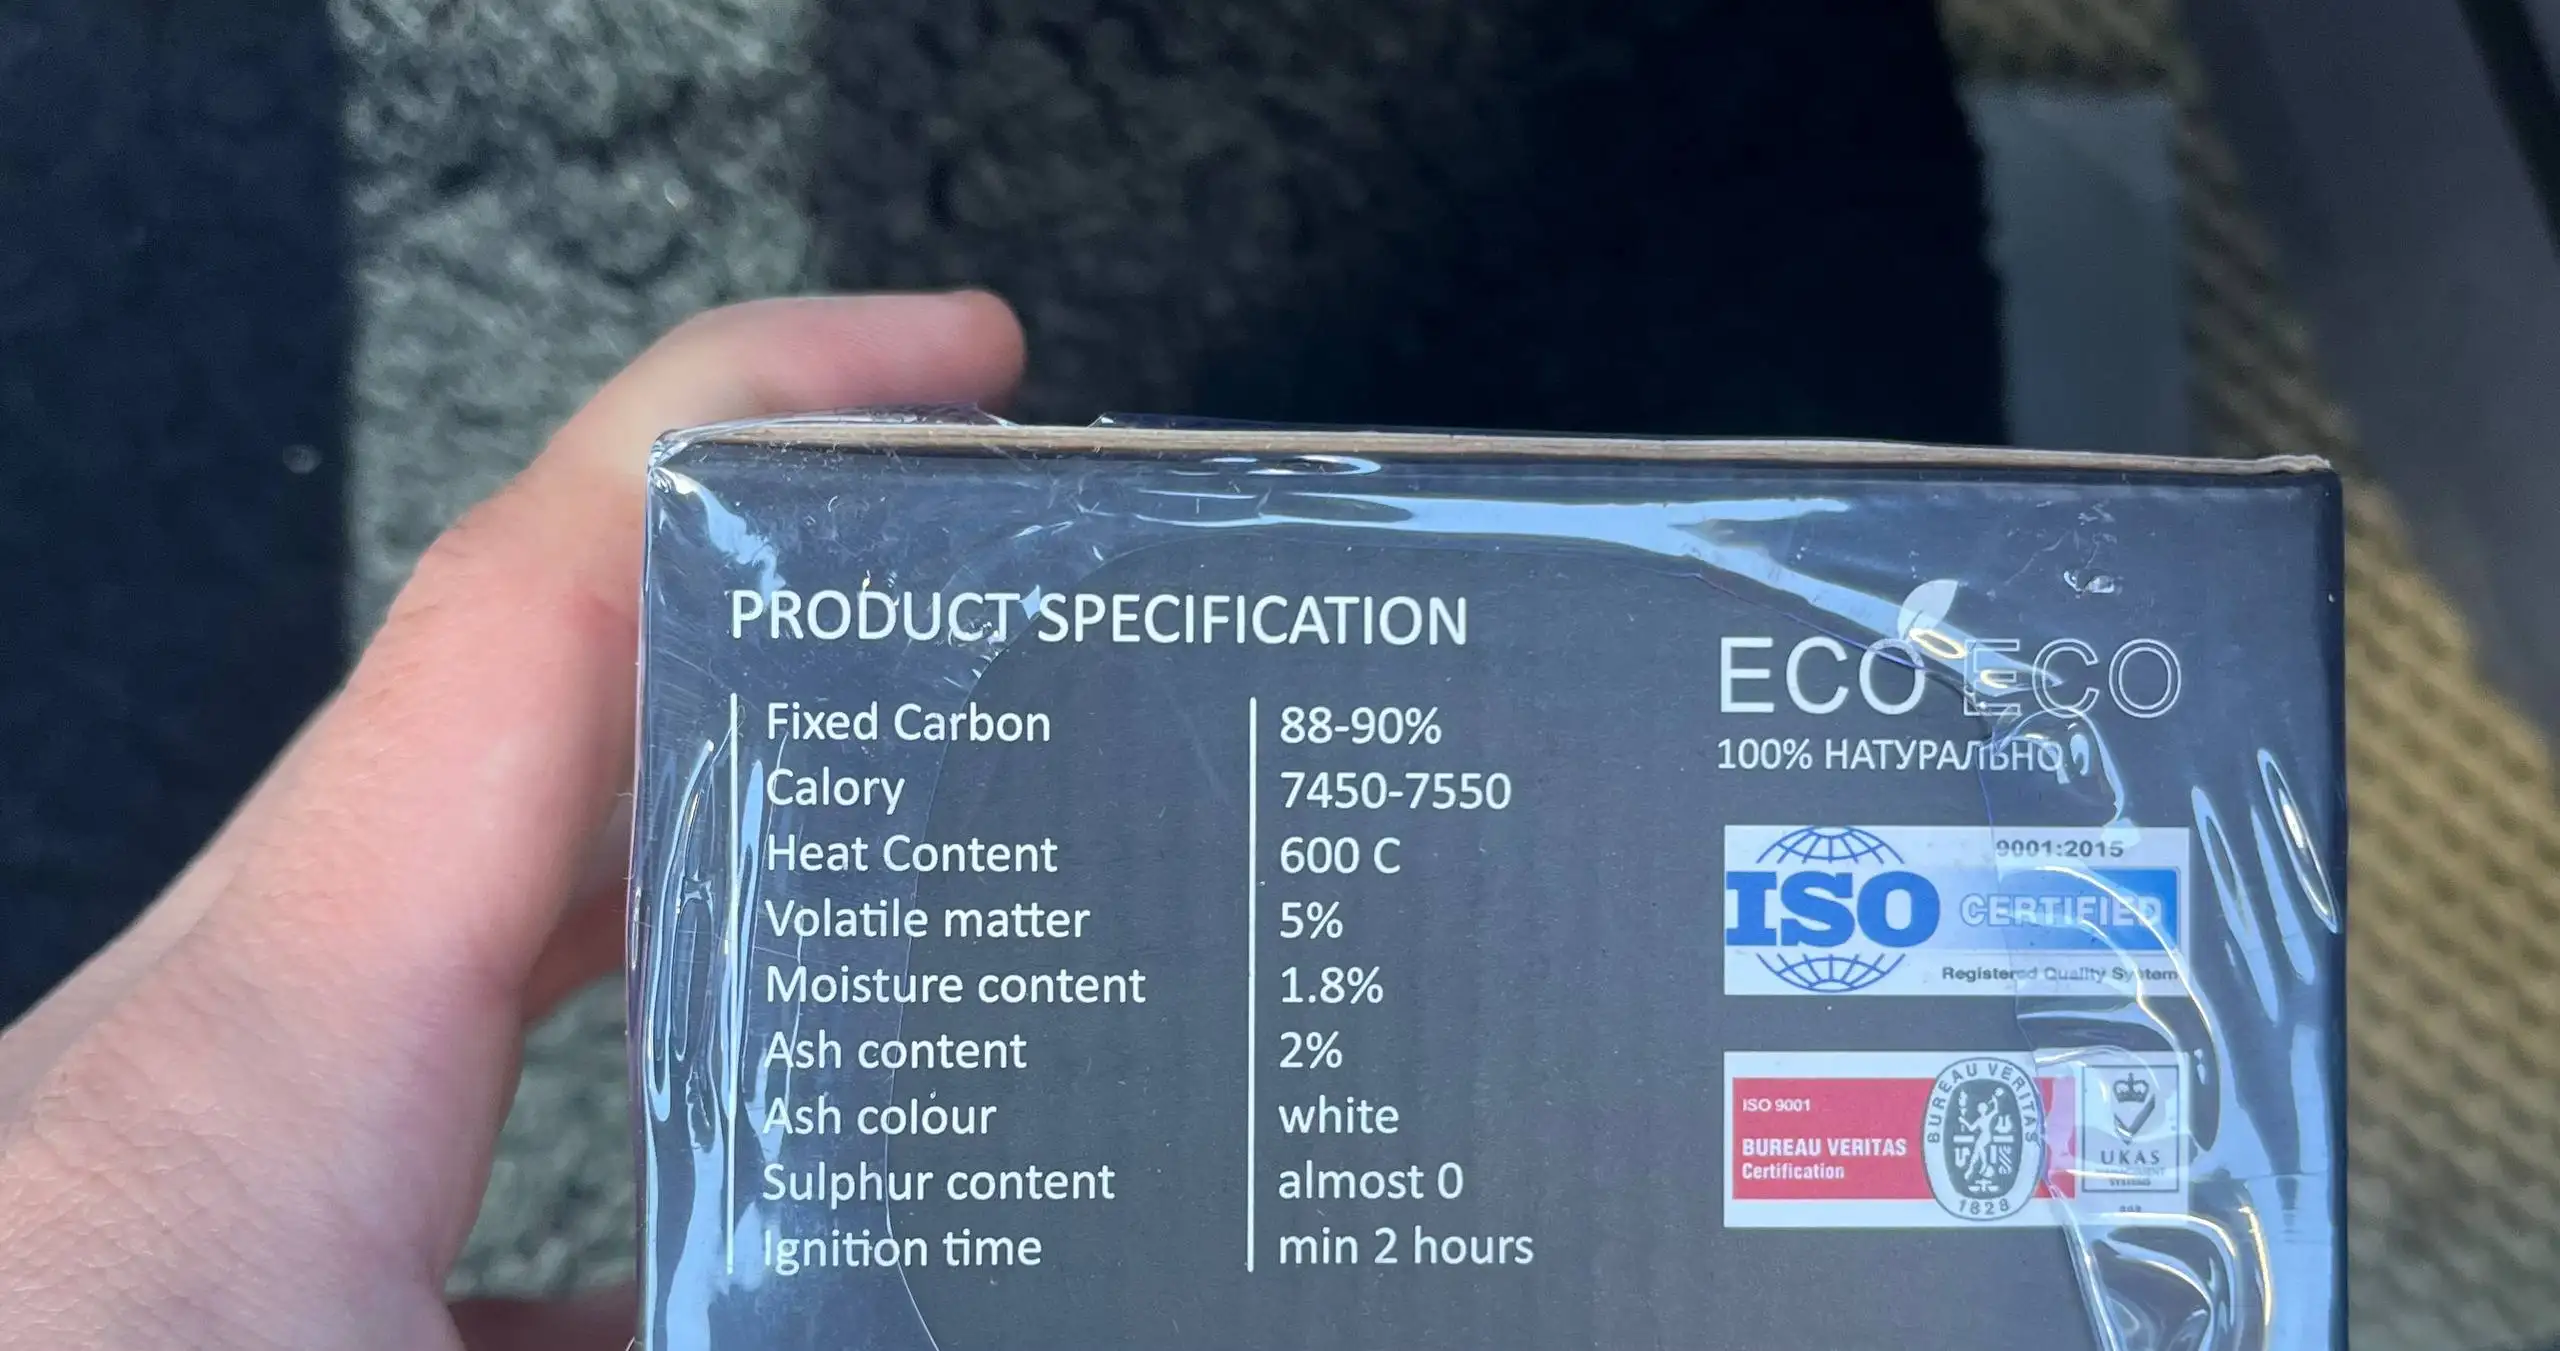 PRODUCT SPECIFICATION
Fixed Carbon 88-90%
Calory 7450-7550
Heat Content 600 C
Volatile matter 5%
Moisture content 1.8%
Ash content 2%
Ash colour white
Sulphur content almost 0
Ignition time min 2 hours
ECO ECO
100% НАТУРАЛЬНО
9001:2015
ISO CERTIFIED
Registered Quality System
ISO 9001
BUREAU VERITAS
Certification
BUREAU VERITAS
1828
UKAS
MANAGEMENT
SYSTEMS